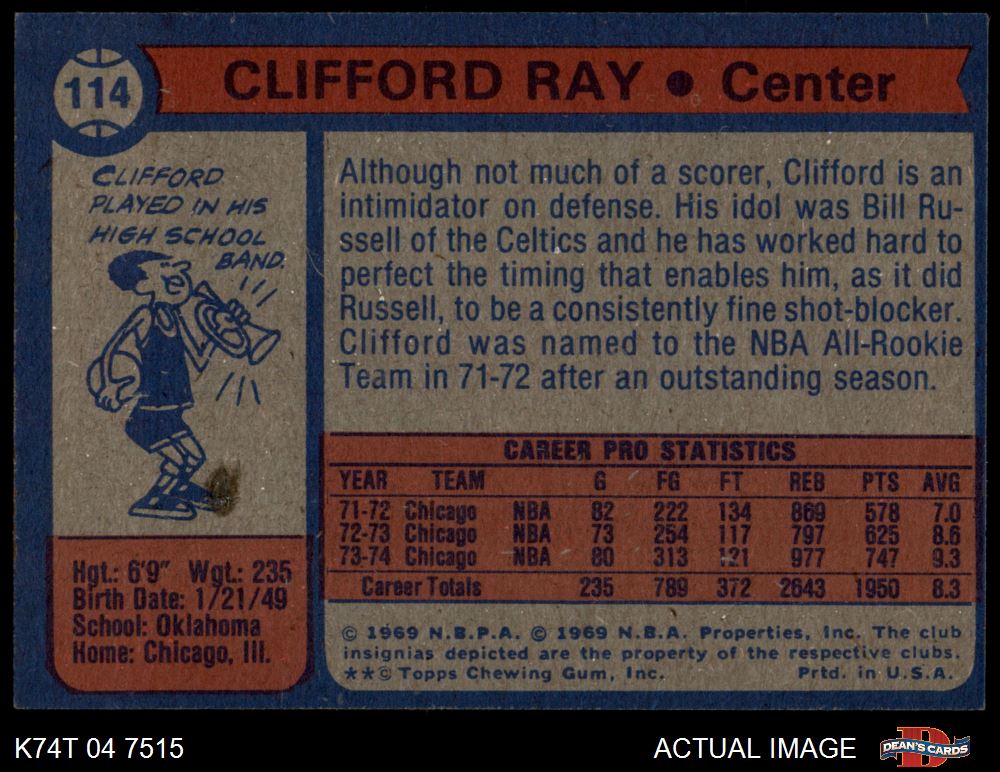 114
CLIFFORD RAY • Center
CLIFFORD
PLAYED IN HIS
HIGH SCHOOL
BAND.
Hgt.: 6'9" Wgt.: 235
Birth Date: 1/21/49
School: Oklahoma
Home: Chicago, Ill.
Although not much of a scorer, Clifford is an
intimidator on defense. His idol was Bill Ru-
ssell of the Celtics and he has worked hard to
perfect the timing that enables him, as it did
Russell, to be a consistently fine shot-blocker.
Clifford was named to the NBA All-Rookie
Team in 71-72 after an outstanding season.
CAREER PRO STATISTICS
YEAR TEAM G FG FT REB PTS AVG
71-72 Chicago NBA 82 222 134 869 578 7.0
72-73 Chicago NBA 73 254 117 797 625 8.6
73-74 Chicago NBA 80 313 121 977 747 9.3
Career Totals 235 789 372 2643 1950 8.3
© 1969 N.B.P.A. © 1969 N.B.A. Properties, Inc. The club
insignias depicted are the property of the respective clubs.
**© Topps Chewing Gum, Inc. Prtd. in U.S.A.
K74T 04 7515 ACTUAL IMAGE
D
DEAN'S CARDS